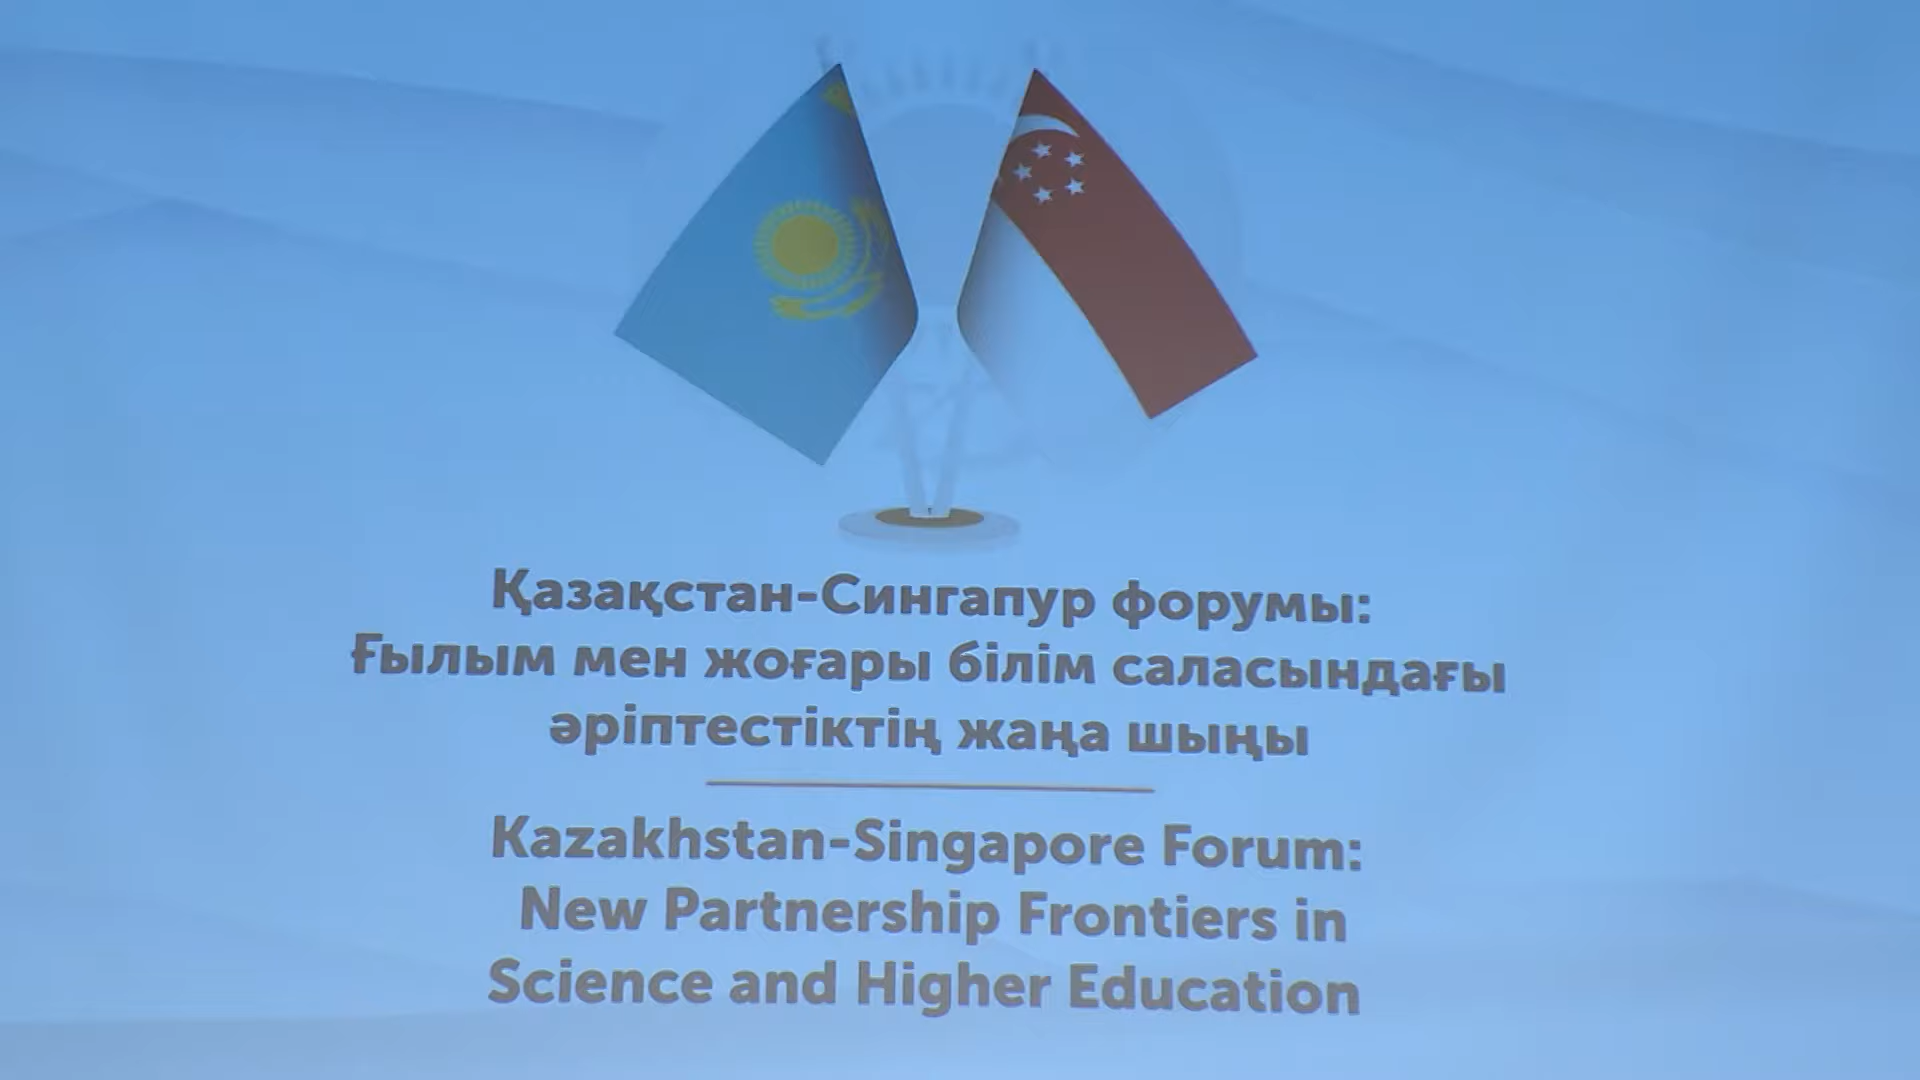 Қазақстан-Сингапур форумы:
Ғылым мен жоғары білім саласындағы
әріптестіктің жаңа шыңы
Kazakhstan-Singapore Forum:
New Partnership Frontiers in
Science and Higher Education